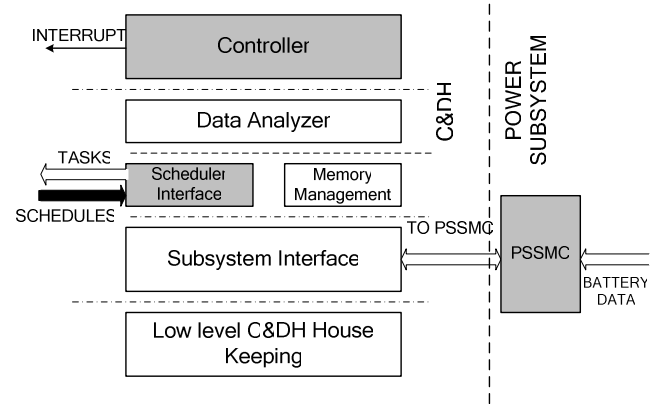 INTERRUPT
Controller
Data Analyzer
C&DH
POWER
SUBSYSTEM
TASKS
SCHEDULES
Scheduler
Interface
Memory
Management
TO PSSMC
Subsystem Interface
PSSMC
BATTERY
DATA
Low level C&DH House
Keeping